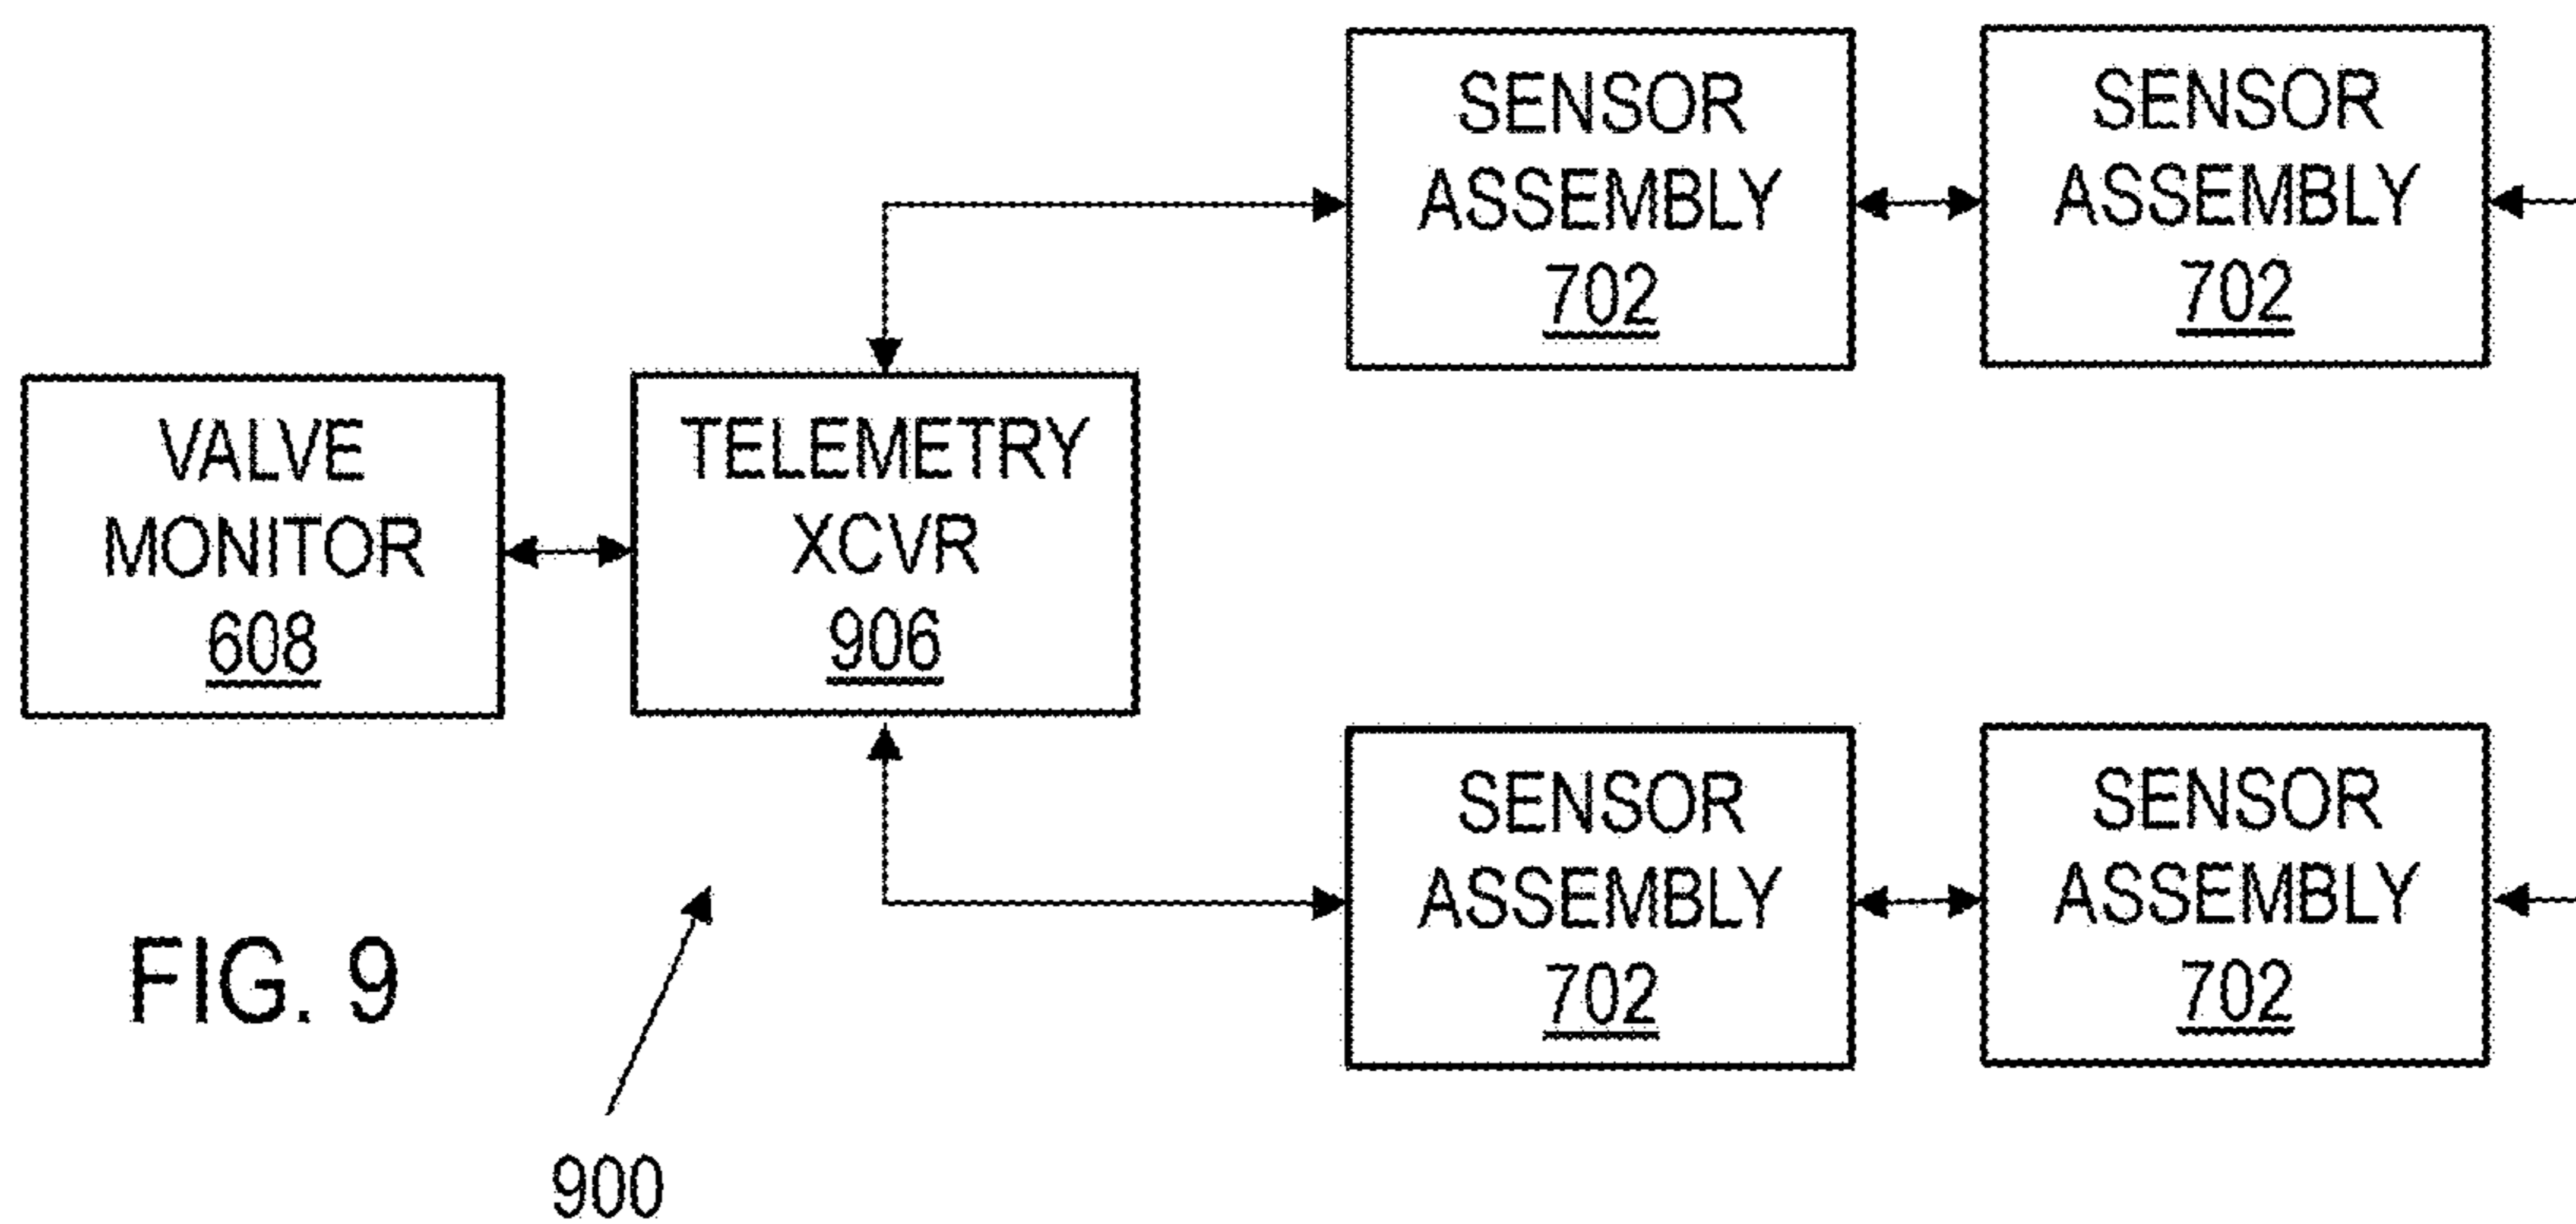 SENSOR
ASSEMBLY
702
SENSOR
ASSEMBLY
702
VALVE
MONITOR
608
TELEMETRY
XCVR
906
SENSOR
ASSEMBLY
702
SENSOR
ASSEMBLY
702
FIG. 9
900